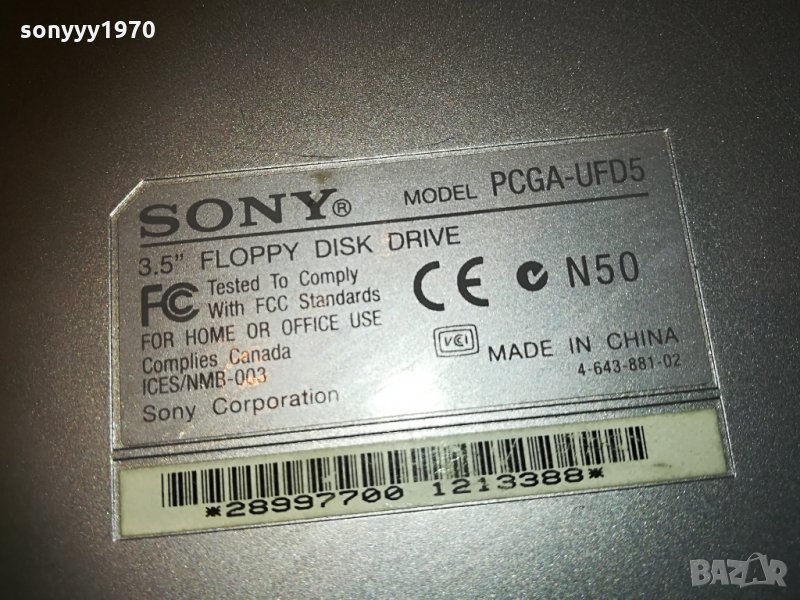 sonyyy1970
SONY® MODEL PCGA-UFD5
3.5" FLOPPY DISK DRIVE
FC Tested To Comply
With FCC Standards
FOR HOME OR OFFICE USE
Complies Canada
ICES/NMB-003
Sony Corporation
CE N50
VCI MADE IN CHINA
4-643-881-02
*28997700 1213388*
BAZAR